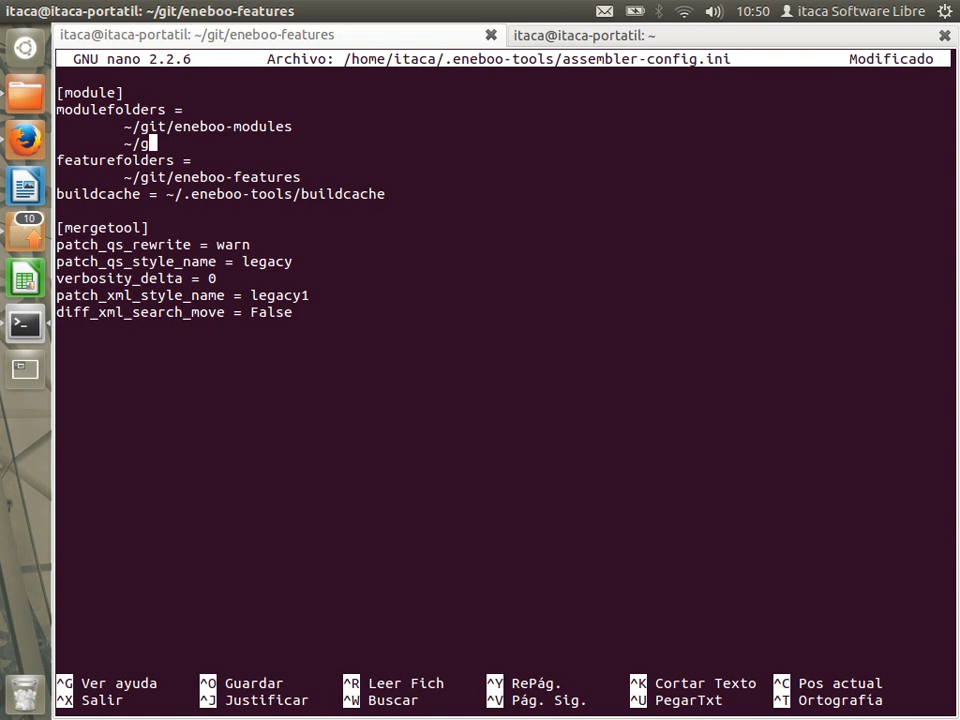 itaca@itaca-portatil: ~/git/eneboo-features
10:50 itaca Software Libre
itaca@itaca-portatil: ~/git/eneboo-features
itaca@itaca-portatil: ~
GNU nano 2.2.6 Archivo: /home/itaca/.eneboo-tools/assembler-config.ini Modificado
[module]
modulefolders =
~/git/eneboo-modules
~/g
featurefolders =
~/git/eneboo-features
buildcache = ~/.eneboo-tools/buildcache
[mergetool]
patch_qs_rewrite = warn
patch_qs_style_name = legacy
verbosity_delta = 0
patch_xml_style_name = legacy1
diff_xml_search_move = False
10
^G Ver ayuda ^O Guardar ^R Leer Fich ^Y RePág. ^K Cortar Texto ^C Pos actual
^X Salir ^J Justificar ^W Buscar ^V Pág. Sig. ^U PegarTxt ^T Ortografía